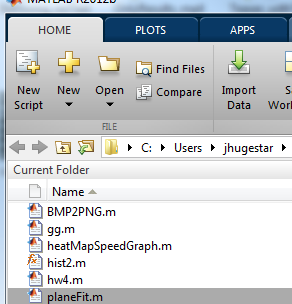 MATLAB R2012b
HOME PLOTS APPS
New Script
New
Open
Find Files
Compare
Import Data
FILE
C: Users jhugestar
Current Folder
Name
BMP2PNG.m
gg.m
heatMapSpeedGraph.m
hist2.m
hw4.m
planeFit.m